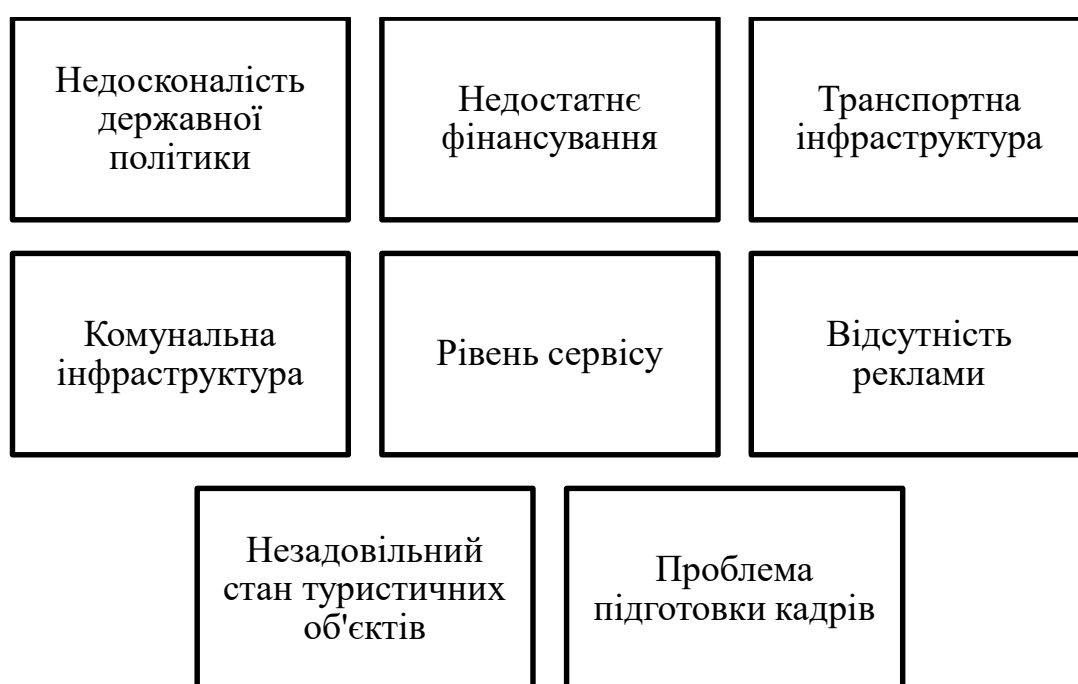 Недосконалість
державної
політики
Недостатнє
фінансування
Транспортна
інфраструктура
Комунальна
інфраструктура
Рівень сервісу
Відсутність
реклами
Незадовільний
стан туристичних
об'єктів
Проблема
підготовки кадрів